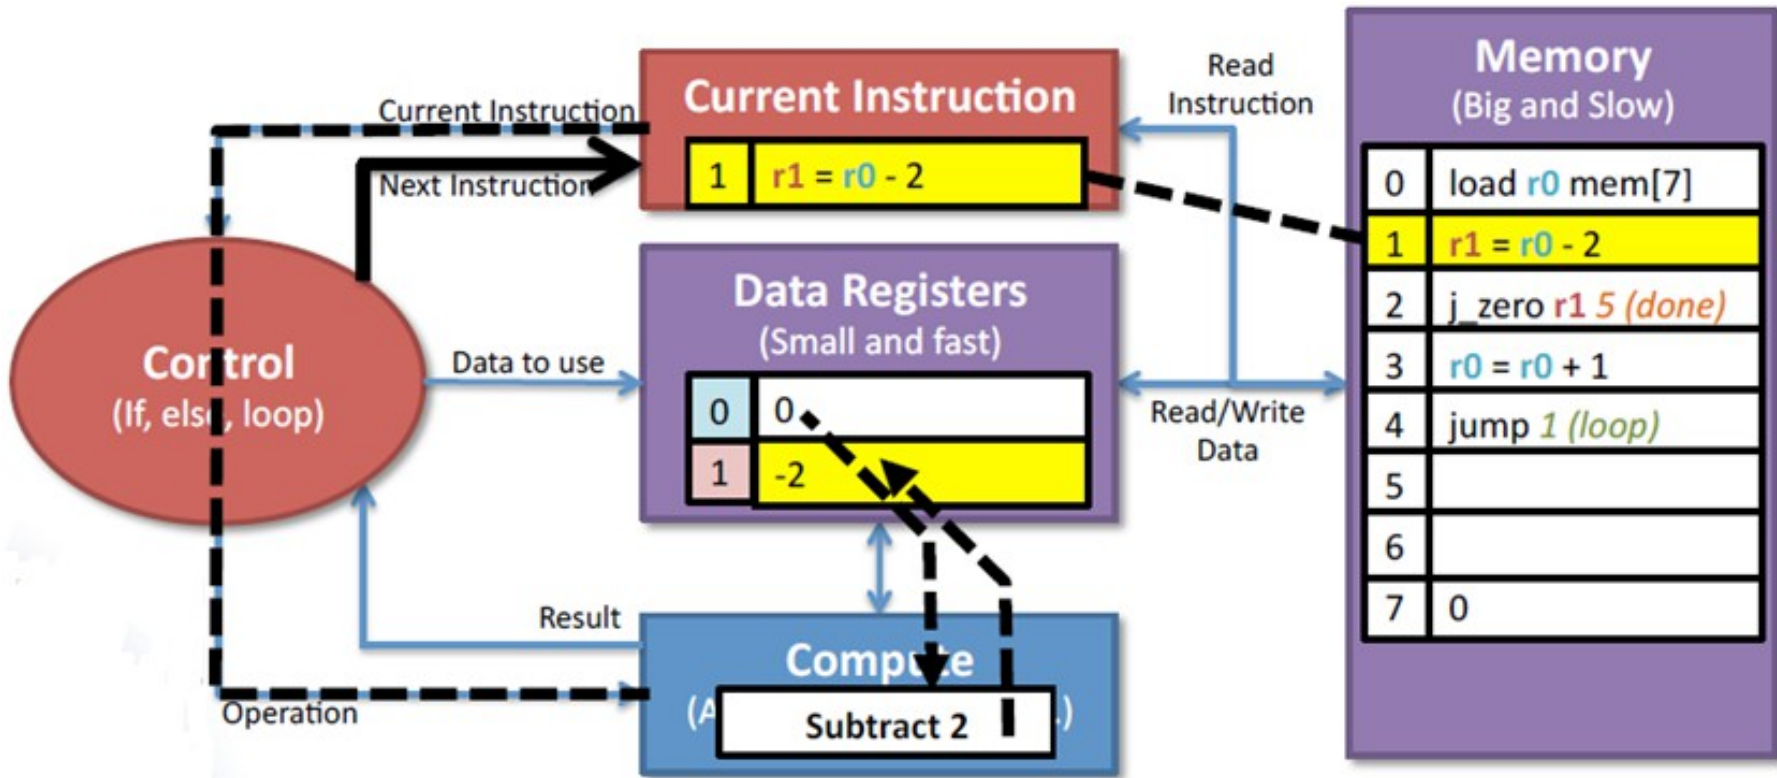 Current Instruction
1 r1 = r0 - 2
Current Instruction
Next Instruction
Read
Instruction
Memory
(Big and Slow)
0 load r0 mem[7]
1 r1 = r0 - 2
2 j_zero r1 5 (done)
3 r0 = r0 + 1
4 jump 1 (loop)
5
6
7 0
Control
(If, else, loop)
Data to use
Data Registers
(Small and fast)
0 0
1 -2
Read/Write
Data
Result
Operation
Compute
(A .)
Subtract 2